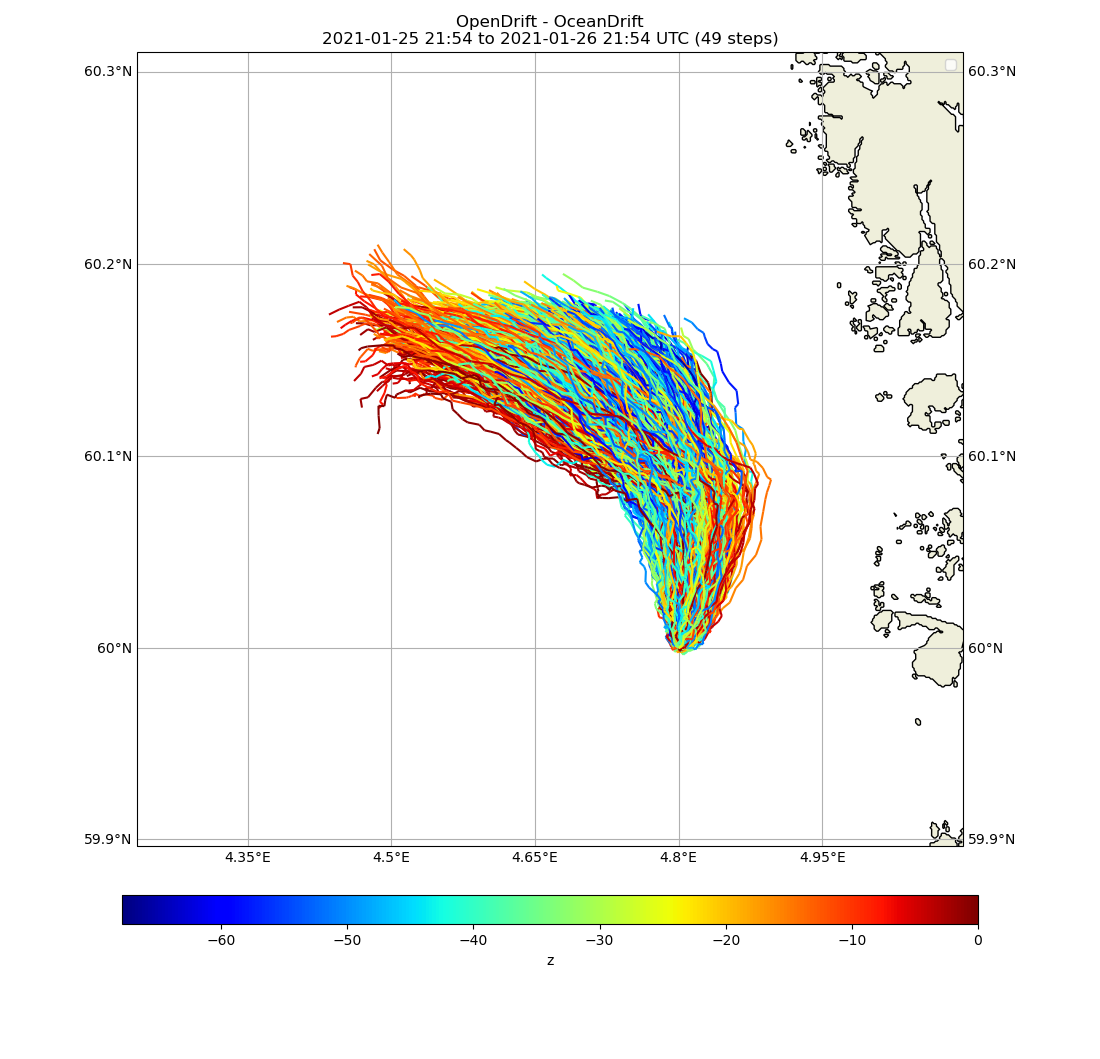 OpenDrift - OceanDrift
2021-01-25 21:54 to 2021-01-26 21:54 UTC (49 steps)
60.3°N 60.3°N
60.2°N 60.2°N
60.1°N 60.1°N
60°N 60°N
59.9°N 59.9°N
4.35°E 4.5°E 4.65°E 4.8°E 4.95°E
−60 −50 −40 −30 −20 −10 0
z